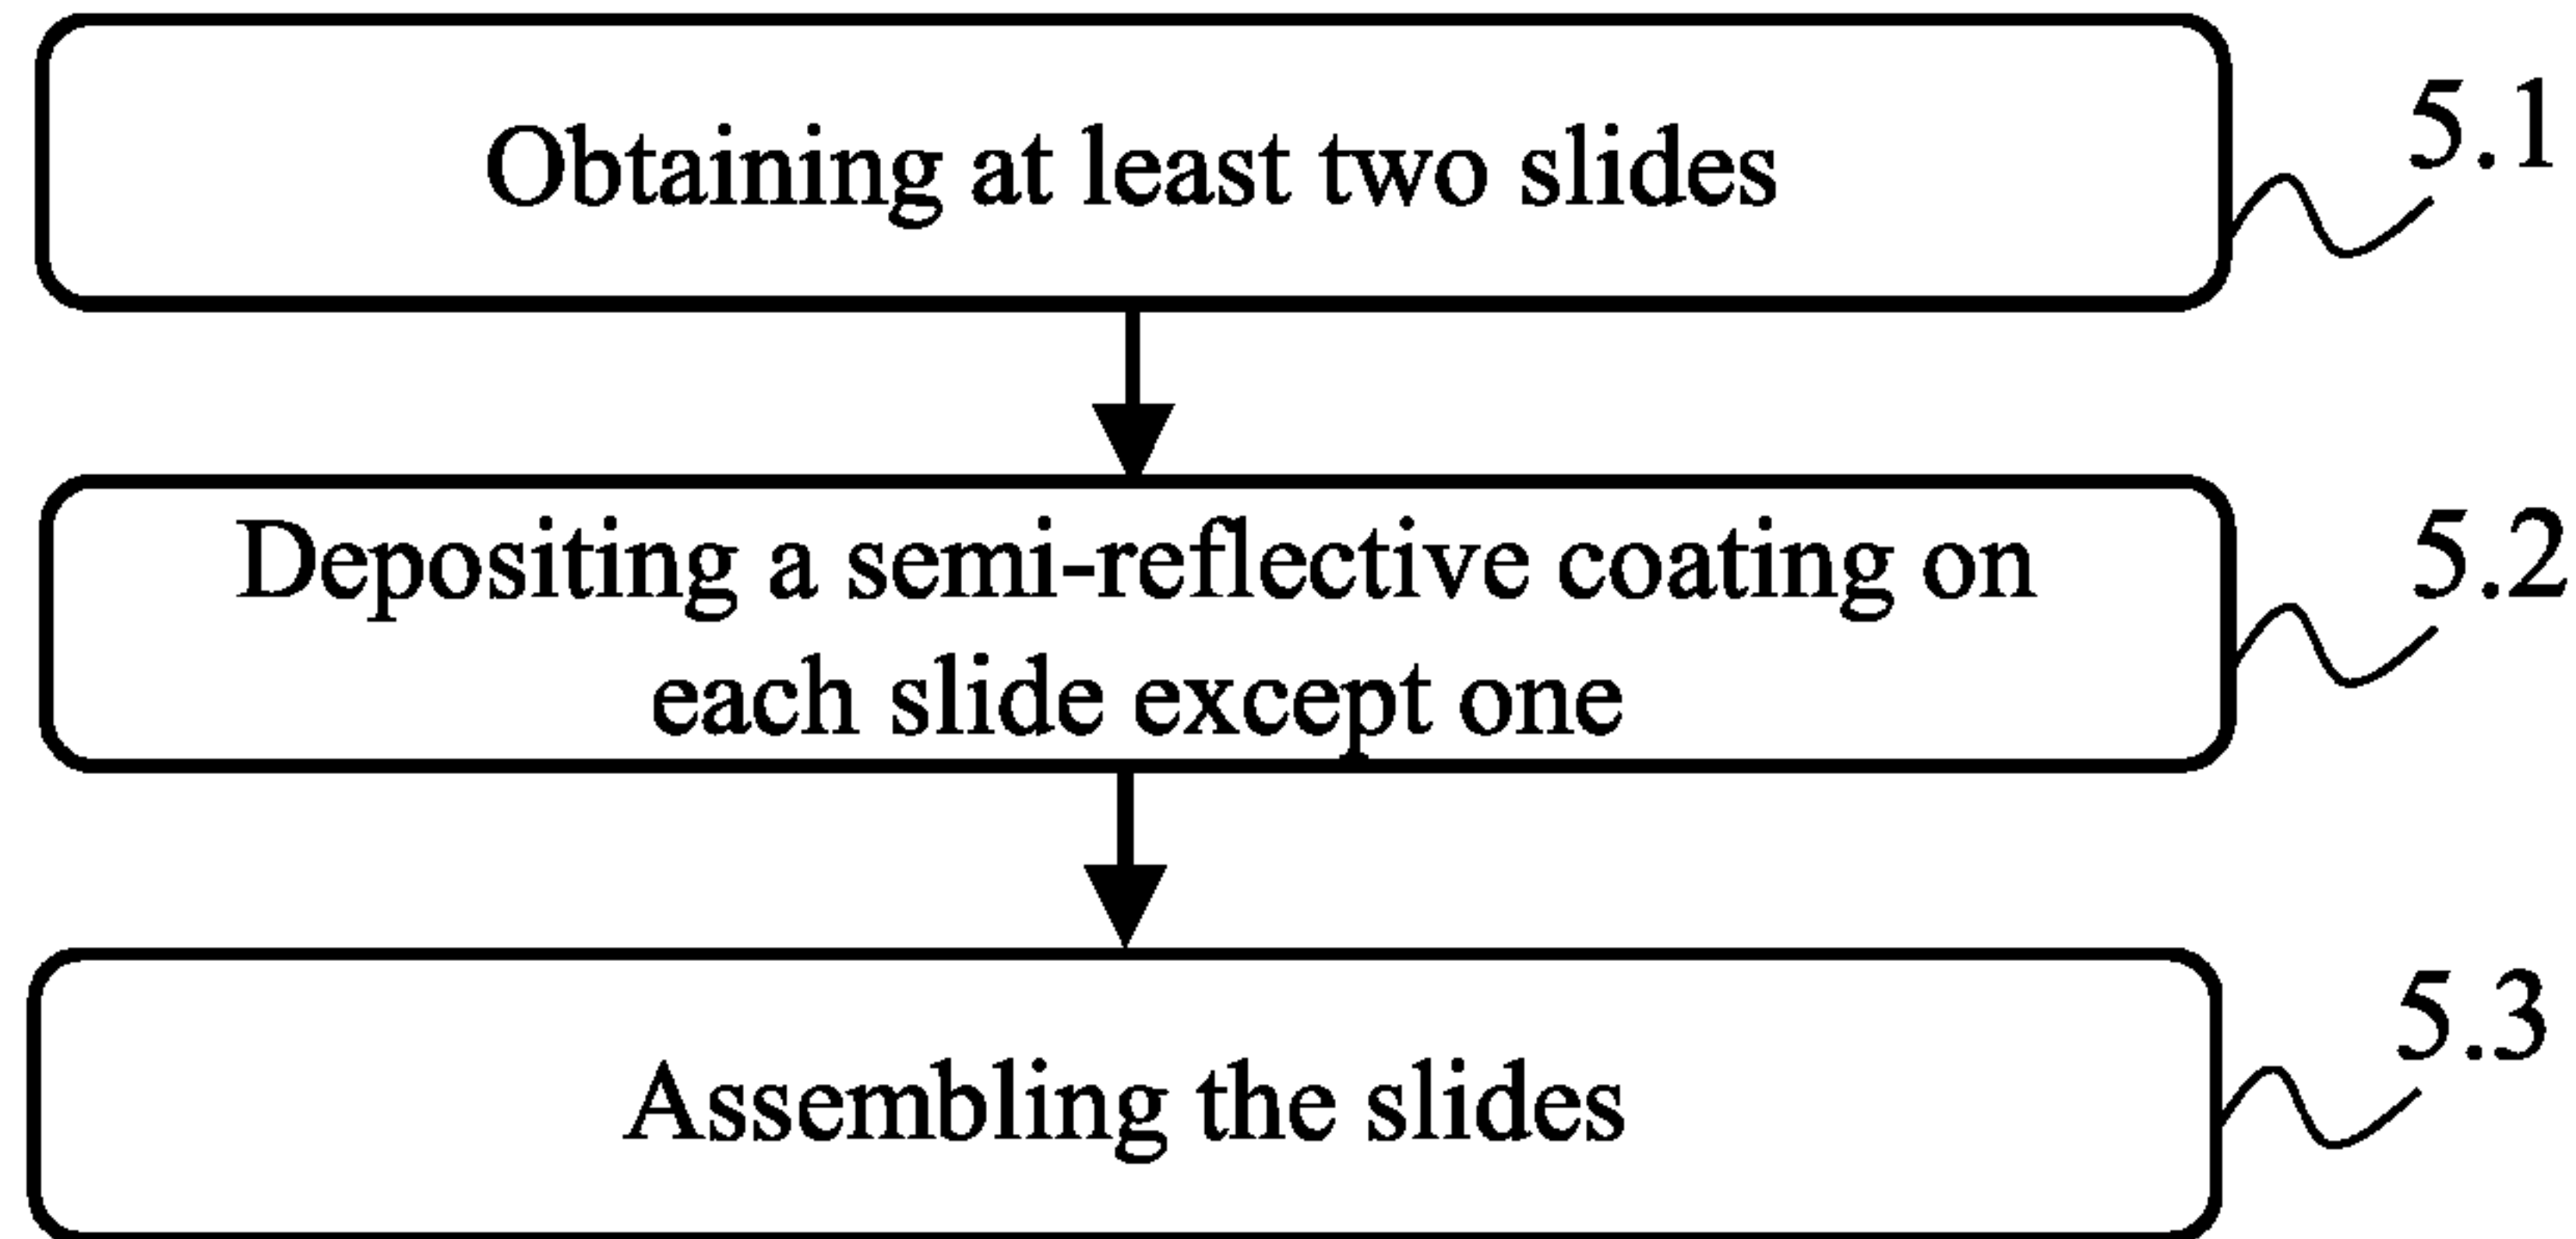 Obtaining at least two slides
5.1
Depositing a semi-reflective coating on
each slide except one
5.2
Assembling the slides
5.3